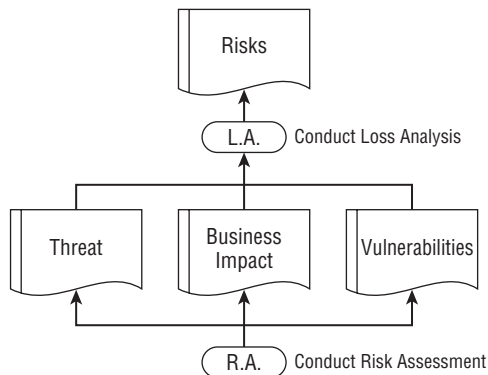 Risks
L.A.
Conduct Loss Analysis
Threat
Business
Impact
Vulnerabilities
R.A.
Conduct Risk Assessment